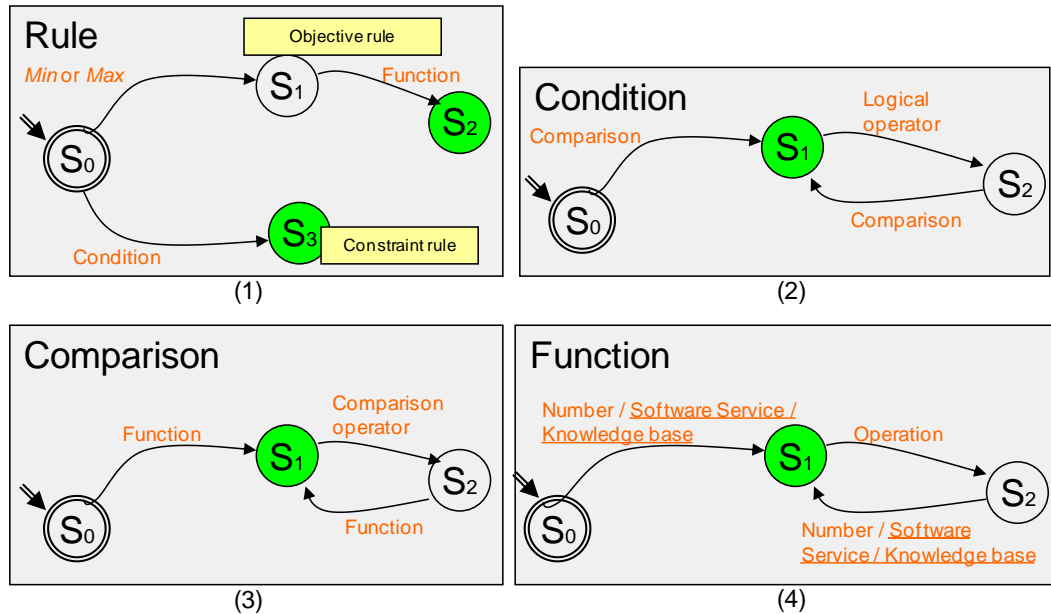 Rule
Objective rule
Min or Max
S1
Function
S2
S0
S3
Constraint rule
Condition
(1)
Condition
Logical
operator
Comparison
S1
S2
S0
Comparison
(2)
Comparison
Comparison
operator
Function
S1
S2
S0
Function
(3)
Function
Number / Software Service /
Knowledge base
Operation
S1
S2
S0
Number / Software
Service / Knowledge base
(4)